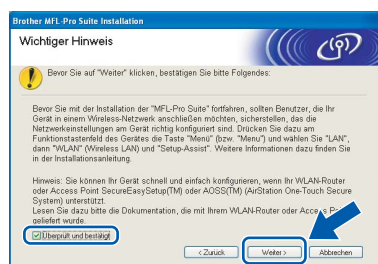 Brother MFL-Pro Suite Installation
Wichtiger Hinweis
Bevor Sie auf "Weiter" klicken, bestätigen Sie bitte Folgendes:
Bevor Sie mit der Installation der "MFL-Pro Suite" fortfahren, sollten Benutzer, die Ihr
Gerät in einem Wireless-Netzwerk anschließen möchten, sicherstellen, das die
Netzwerkeinstellungen am Gerät richtig konfiguriert sind. Drücken Sie dazu am
Funktionstastenfeld des Gerätes die Taste "Menü" (bzw. "Menu") und wählen Sie "LAN",
dann "WLAN" (Wireless LAN) und "Setup-Assist". Weitere Informationen dazu finden Sie
in der Installationsanleitung.
Hinweis: Sie können Ihr Gerät schnell und einfach konfigurieren, wenn Ihr WLAN-Router
oder Access Point SecureEasySetup(TM) oder AOSS(TM) (AirStation One-Touch Secure
System) unterstützt.
Lesen Sie dazu bitte die Dokumentation, die mit Ihrem WLAN-Router oder Access
geliefert wurde.
Überprüft und bestätigt
< Zurück Weiter > Abbrechen